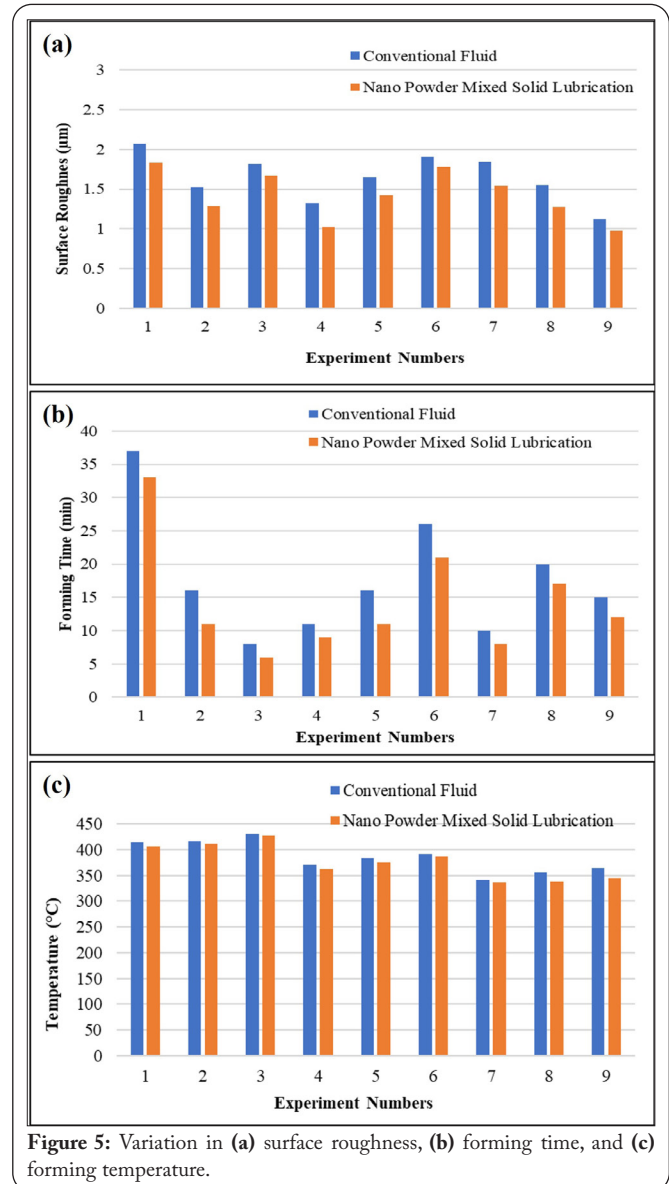 (a)
Conventional Fluid
Nano Powder Mixed Solid Lubrication
3
2.5
2
1.5
1
0.5
0
Surface Roughnes (μm)
1 2 3 4 5 6 7 8 9
Experiment Numbers
(b)
Conventional Fluid
Nano Powder Mixed Solid Lubrication
40
35
30
25
20
15
10
5
0
Forming Time (min)
1 2 3 4 5 6 7 8 9
Experiment Numbers
(c)
Conventional Fluid
Nano Powder Mixed Solid Lubrication
450
400
350
300
250
200
150
100
50
0
Temperature (°C)
1 2 3 4 5 6 7 8 9
Experiment Numbers
Figure 5: Variation in (a) surface roughness, (b) forming time, and (c)
forming temperature.